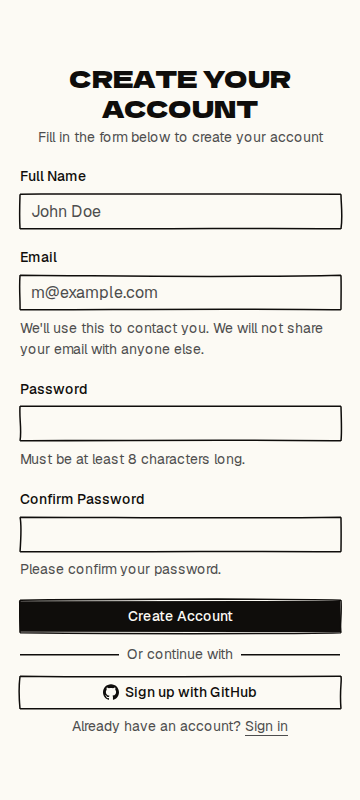 CREATE YOUR
ACCOUNT
Fill in the form below to create your account
Full Name
John Doe
Email
m@example.com
We'll use this to contact you. We will not share
your email with anyone else.
Password
Must be at least 8 characters long.
Confirm Password
Please confirm your password.
Create Account
Or continue with
Sign up with GitHub
Already have an account? Sign in